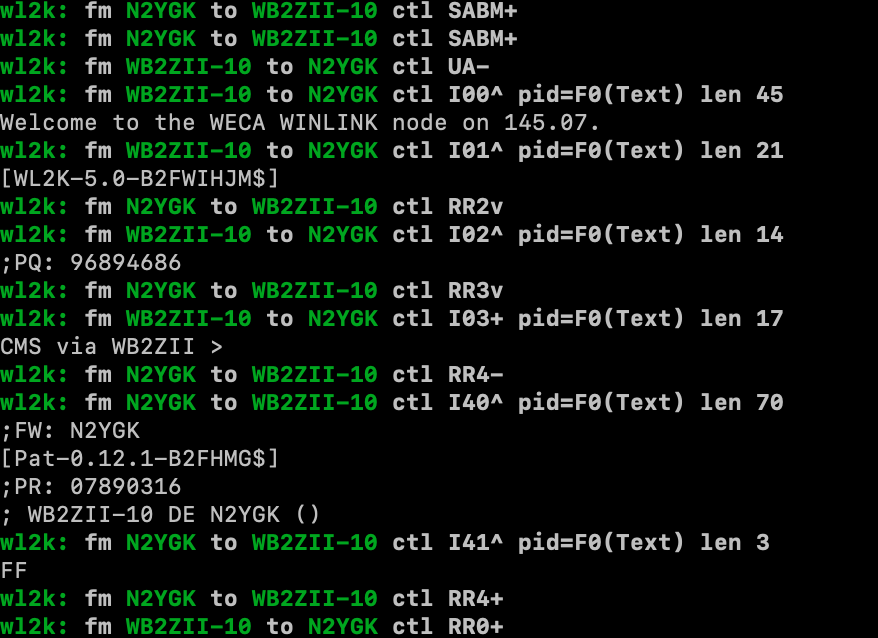 wl2k: fm N2YGK to WB2ZII-10 ctl SABM+
wl2k: fm N2YGK to WB2ZII-10 ctl SABM+
wl2k: fm WB2ZII-10 to N2YGK ctl UA-
wl2k: fm WB2ZII-10 to N2YGK ctl I00^ pid=F0(Text) len 45
Welcome to the WECA WINLINK node on 145.07.
wl2k: fm WB2ZII-10 to N2YGK ctl I01^ pid=F0(Text) len 21
[WL2K-5.0-B2FWIHJM$]
wl2k: fm N2YGK to WB2ZII-10 ctl RR2v
wl2k: fm WB2ZII-10 to N2YGK ctl I02^ pid=F0(Text) len 14
;PQ: 96894686
wl2k: fm N2YGK to WB2ZII-10 ctl RR3v
wl2k: fm WB2ZII-10 to N2YGK ctl I03+ pid=F0(Text) len 17
CMS via WB2ZII >
wl2k: fm N2YGK to WB2ZII-10 ctl RR4-
wl2k: fm N2YGK to WB2ZII-10 ctl I40^ pid=F0(Text) len 70
;FW: N2YGK
[Pat-0.12.1-B2FHMG$]
;PR: 07890316
; WB2ZII-10 DE N2YGK ()
wl2k: fm N2YGK to WB2ZII-10 ctl I41^ pid=F0(Text) len 3
FF
wl2k: fm N2YGK to WB2ZII-10 ctl RR4+
wl2k: fm WB2ZII-10 to N2YGK ctl RR0+